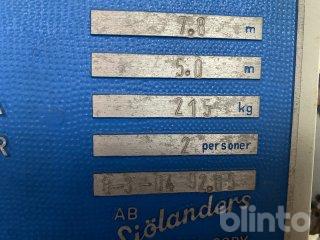 7.8 m
5.0 m
215 kg
2 personer
R
AB
Sjölanders
blinto